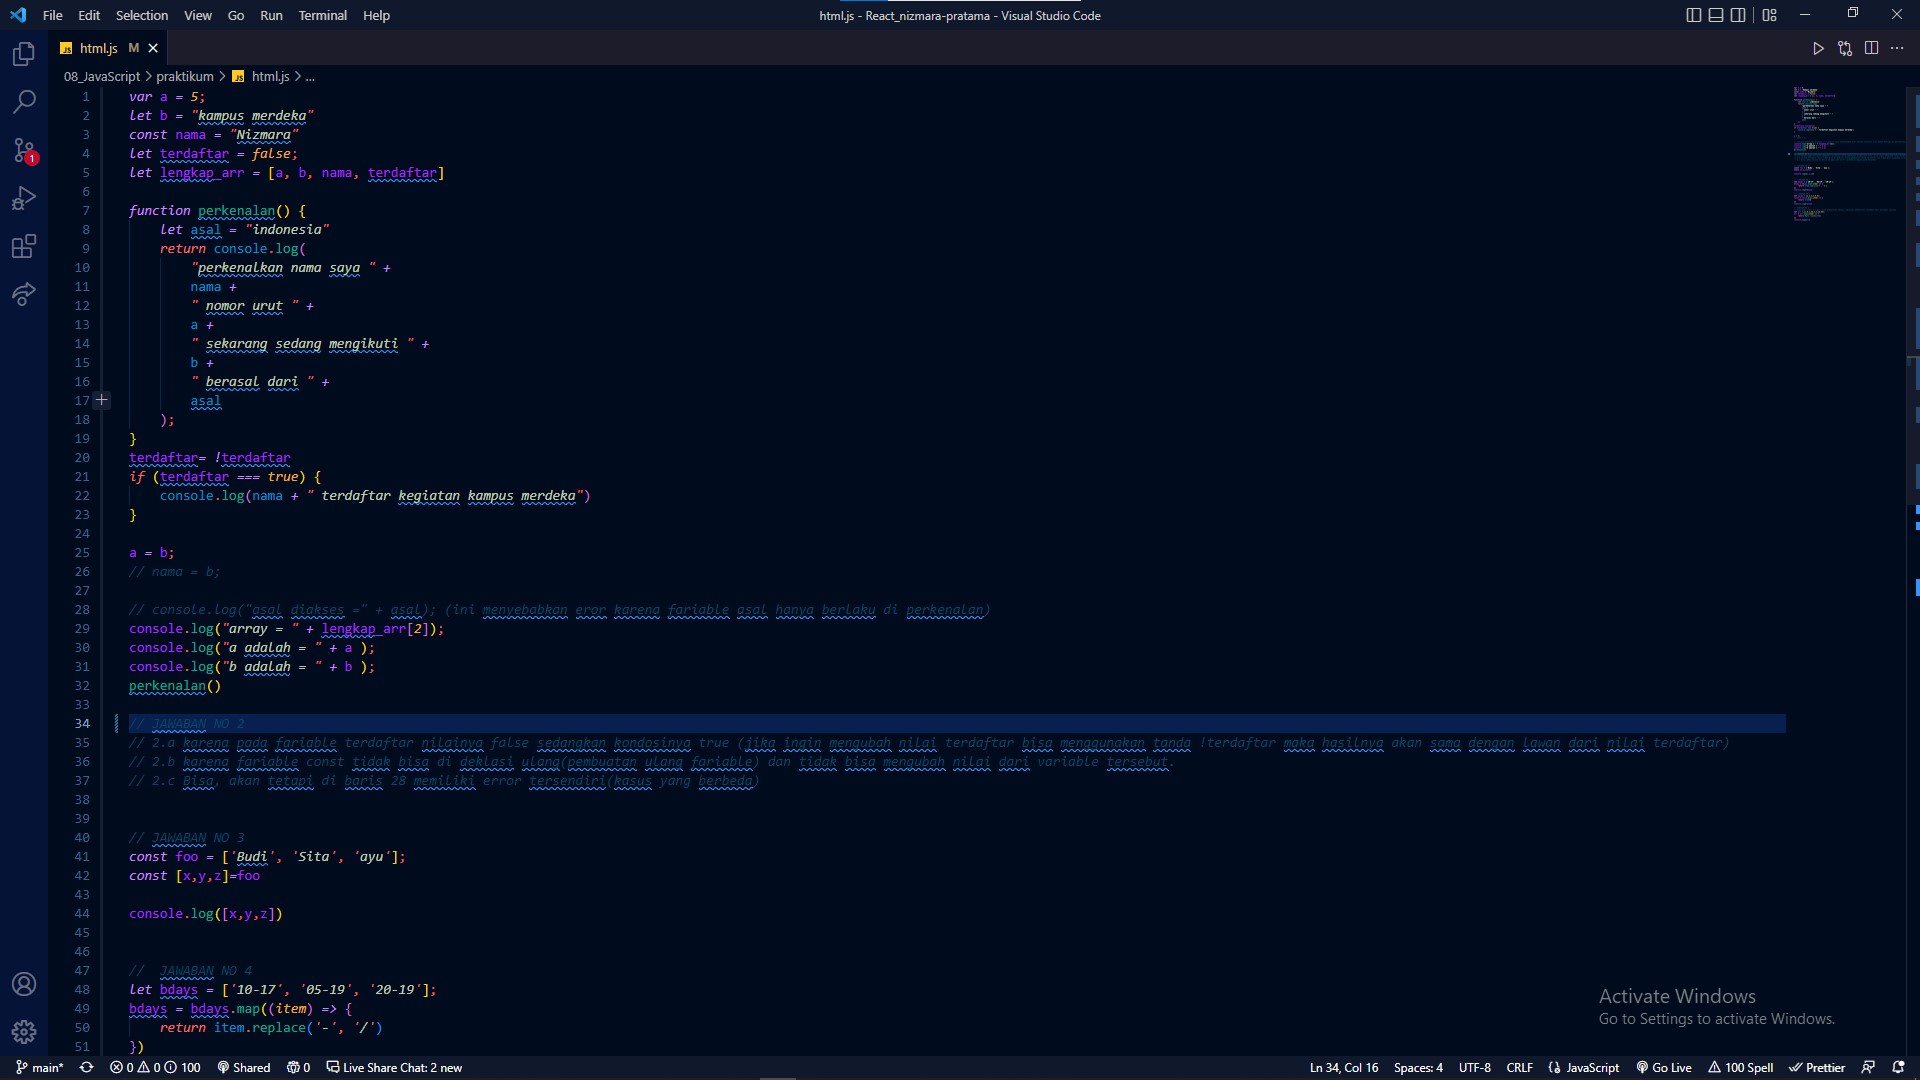 File Edit Selection View Go Run Terminal Help
html.js - React_nizmara-pratama - Visual Studio Code
JS html.js M
08_JavaScript > praktikum > JS html.js > ...
1 var a = 5;
2 let b = "kampus merdeka"
3 const nama = "Nizmara"
4 let terdaftar = false;
5 let lengkap_arr = [a, b, nama, terdaftar]
6
7 function perkenalan() {
8 let asal = "indonesia"
9 return console.log(
10 "perkenalkan nama saya " +
11 nama +
12 " nomor urut " +
13 a +
14 " sekarang sedang mengikuti " +
15 b +
16 " berasal dari " +
17 asal
18 );
19 }
20 terdaftar= !terdaftar
21 if (terdaftar === true) {
22 console.log(nama + " terdaftar kegiatan kampus merdeka")
23 }
24
25 a = b;
26 // nama = b;
27
28 // console.log("asal diakses =" + asal); (ini menyebabkan eror karena fariable asal hanya berlaku di perkenalan)
29 console.log("array = " + lengkap_arr[2]);
30 console.log("a adalah = " + a );
31 console.log("b adalah = " + b );
32 perkenalan()
33
34 // JAWABAN NO 2
35 // 2.a karena pada fariable terdaftar nilainya false sedangkan kondosinya true (jika ingin mengubah nilai terdaftar bisa menggunakan tanda !terdaftar maka hasilnya akan sama dengan lawan dari nilai terdaftar)
36 // 2.b karena fariable const tidak bisa di deklasi ulang(pembuatan ulang fariable) dan tidak bisa mengubah nilai dari variable tersebut.
37 // 2.c Bisa, akan tetapi di baris 28 memiliki error tersendiri(kasus yang berbeda)
38
39
40 // JAWABAN NO 3
41 const foo = ['Budi', 'Sita', 'ayu'];
42 const [x,y,z]=foo
43
44 console.log([x,y,z])
45
46
47 //  JAWABAN NO 4
48 let bdays = ['10-17', '05-19', '20-19'];
49 bdays = bdays.map((item) => {
50 return item.replace('-', '/')
51 })
1
Activate Windows
Go to Settings to activate Windows.
main* 0 0 100 Shared 0 Live Share Chat: 2 new Ln 34, Col 16 Spaces: 4 UTF-8 CRLF JavaScript Go Live 100 Spell Prettier